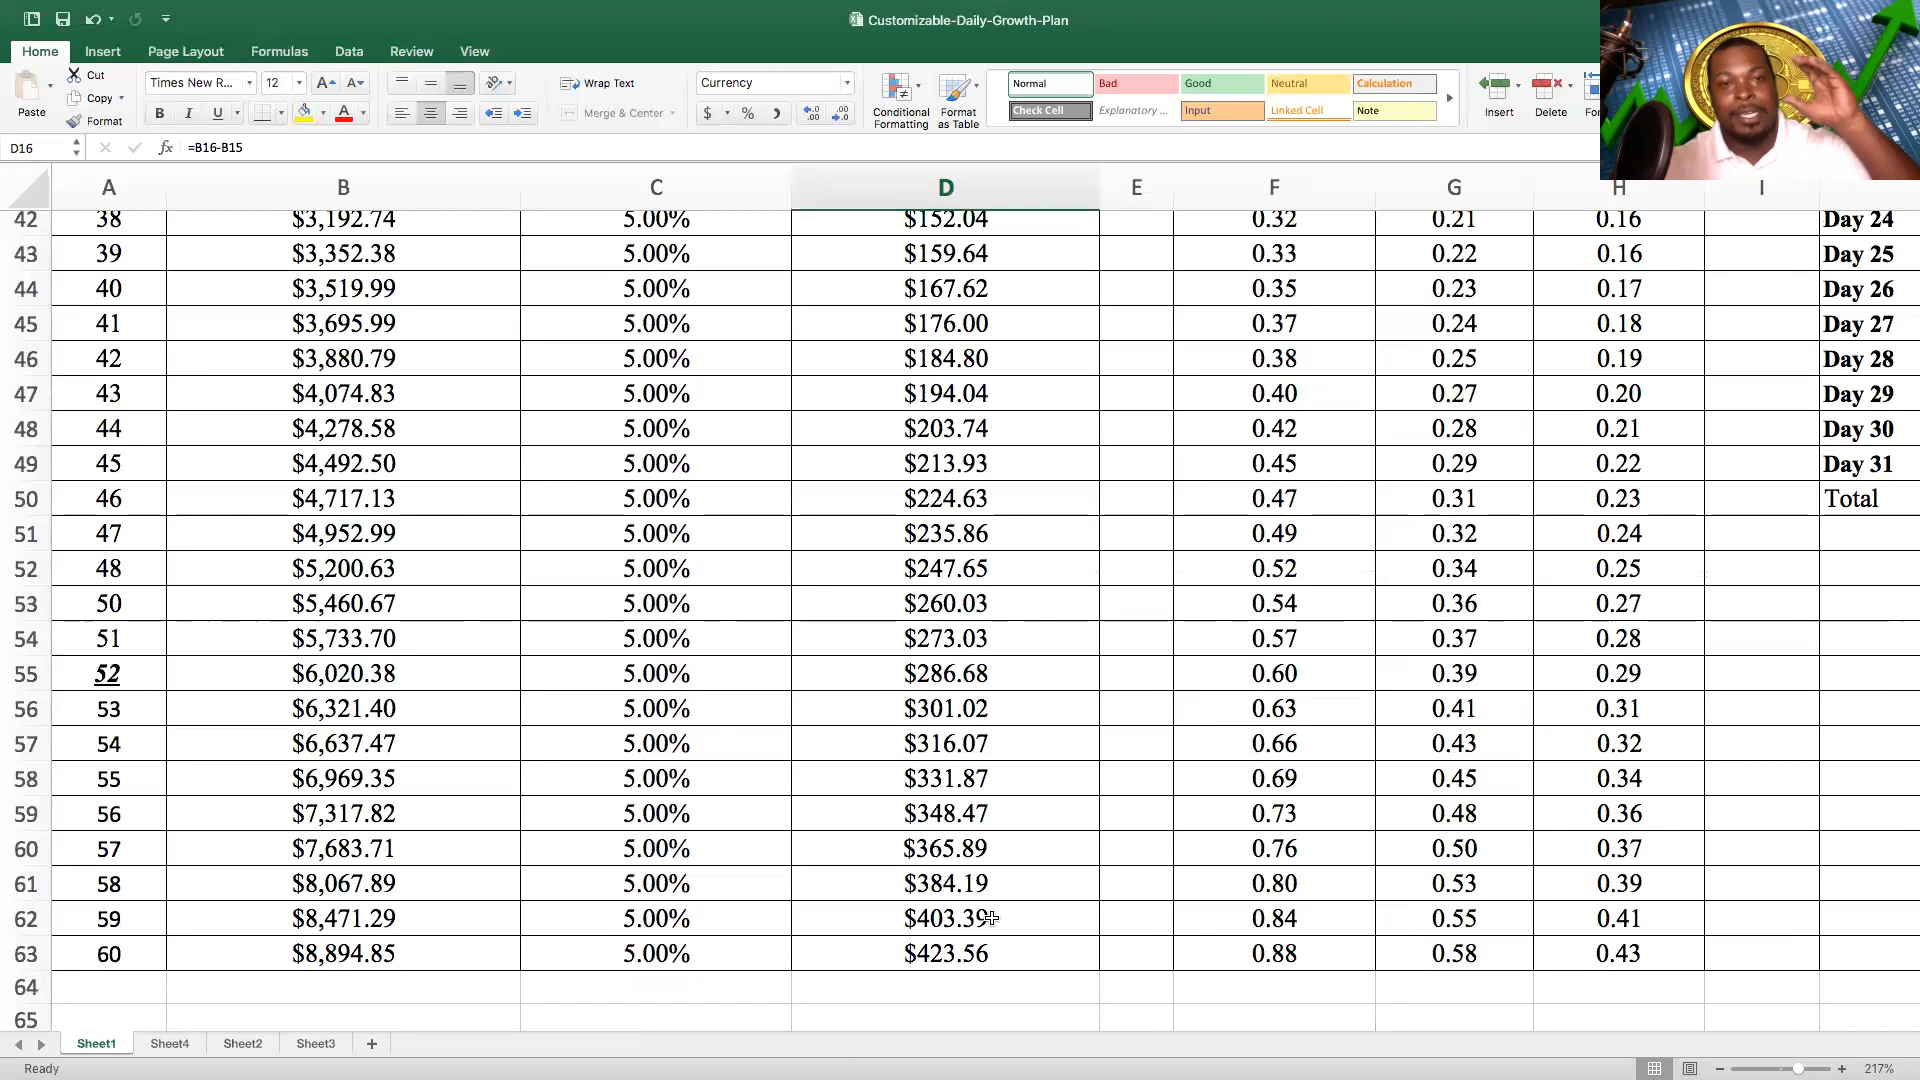 Customizable-Daily-Growth-Plan
Home Insert Page Layout Formulas Data Review View
Paste Cut Copy Format
Times New R... 12 A A
B I U A
Wrap Text
Merge & Center
Currency
$ % .00
Conditional Formatting
Format as Table
Normal Bad Good Neutral Calculation
Check Cell Explanatory ... Input Linked Cell Note
Insert Delete
D16 fx =B16-B15
A B C D E F G H I
42 38 $3,192.74 5.00% $152.04 0.32 0.21 0.16 Day 24
43 39 $3,352.38 5.00% $159.64 0.33 0.22 0.16 Day 25
44 40 $3,519.99 5.00% $167.62 0.35 0.23 0.17 Day 26
45 41 $3,695.99 5.00% $176.00 0.37 0.24 0.18 Day 27
46 42 $3,880.79 5.00% $184.80 0.38 0.25 0.19 Day 28
47 43 $4,074.83 5.00% $194.04 0.40 0.27 0.20 Day 29
48 44 $4,278.58 5.00% $203.74 0.42 0.28 0.21 Day 30
49 45 $4,492.50 5.00% $213.93 0.45 0.29 0.22 Day 31
50 46 $4,717.13 5.00% $224.63 0.47 0.31 0.23 Total
51 47 $4,952.99 5.00% $235.86 0.49 0.32 0.24
52 48 $5,200.63 5.00% $247.65 0.52 0.34 0.25
53 50 $5,460.67 5.00% $260.03 0.54 0.36 0.27
54 51 $5,733.70 5.00% $273.03 0.57 0.37 0.28
55 52 $6,020.38 5.00% $286.68 0.60 0.39 0.29
56 53 $6,321.40 5.00% $301.02 0.63 0.41 0.31
57 54 $6,637.47 5.00% $316.07 0.66 0.43 0.32
58 55 $6,969.35 5.00% $331.87 0.69 0.45 0.34
59 56 $7,317.82 5.00% $348.47 0.73 0.48 0.36
60 57 $7,683.71 5.00% $365.89 0.76 0.50 0.37
61 58 $8,067.89 5.00% $384.19 0.80 0.53 0.39
62 59 $8,471.29 5.00% $403.39 0.84 0.55 0.41
63 60 $8,894.85 5.00% $423.56 0.88 0.58 0.43
64
65
Sheet1 Sheet4 Sheet2 Sheet3 +
Ready 217%